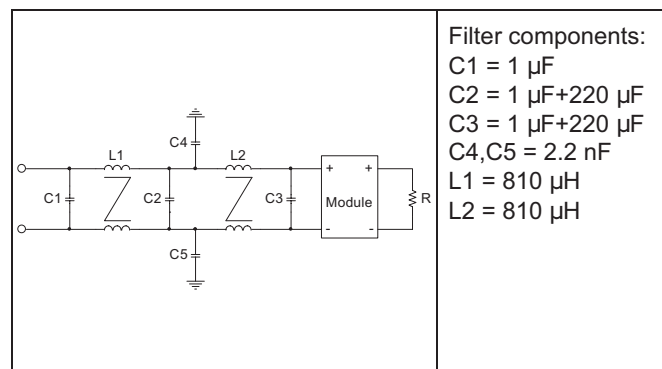 C4
L1
L2
C1
C2
C3
+ +
Module
- -
R
C5
Filter components:
C1 = 1 µF
C2 = 1 µF+220 µF
C3 = 1 µF+220 µF
C4,C5 = 2.2 nF
L1 = 810 µH
L2 = 810 µH